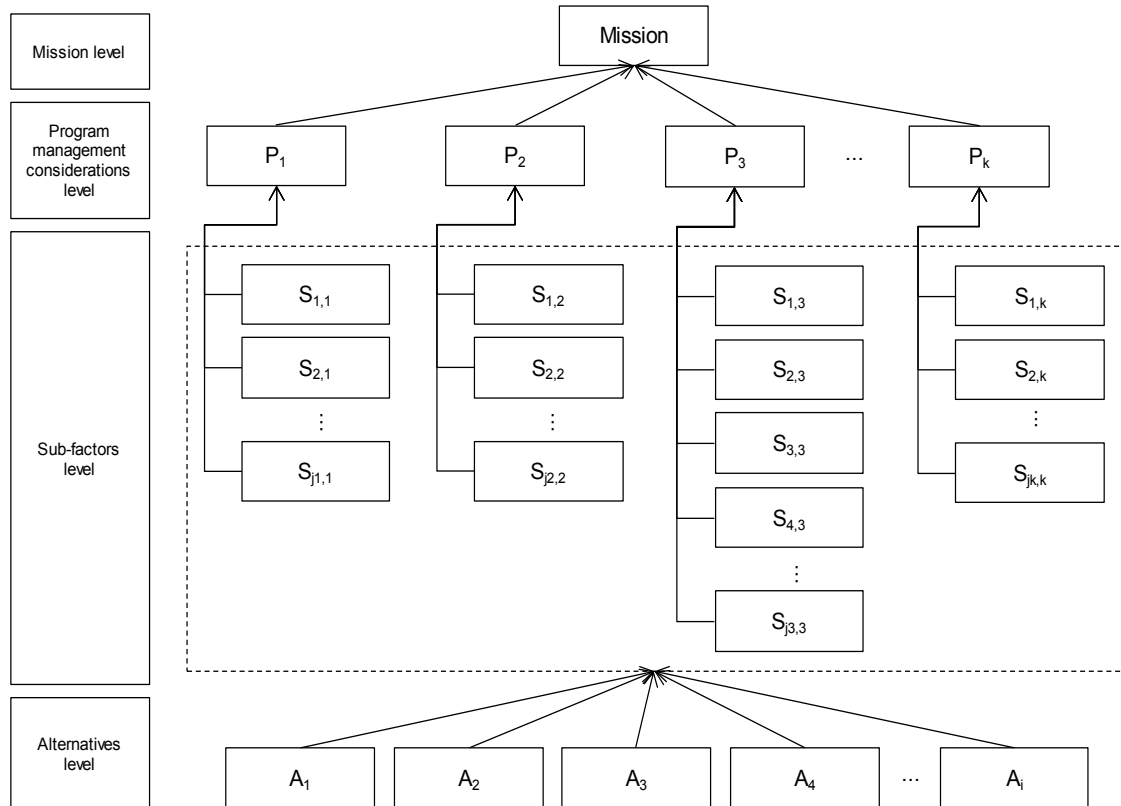 Mission level
Mission
Program
management
considerations
level
P1
P2
P3
...
Pk
Sub-factors
level
S1,1
S2,1
⋮
Sj1,1
S1,2
S2,2
⋮
Sj2,2
S1,3
S2,3
S3,3
S4,3
⋮
Sj3,3
S1,k
S2,k
⋮
Sjk,k
Alternatives
level
A1
A2
A3
A4
...
Ai